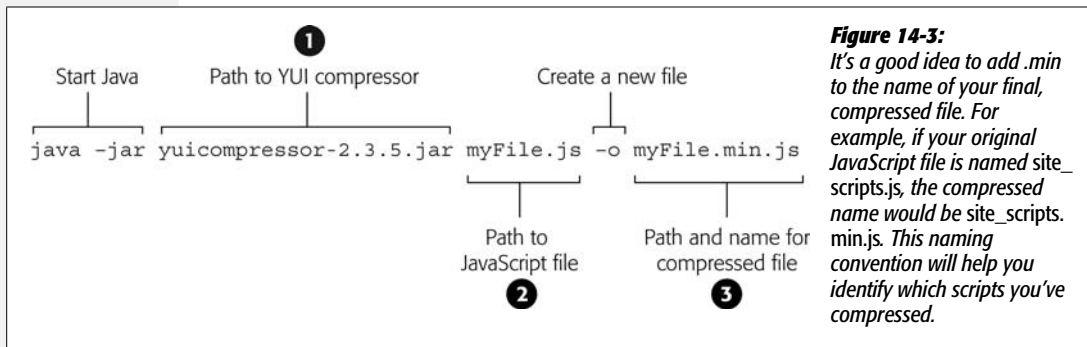 1
Start Java
Path to YUI compressor
Create a new file
java –jar yuicompressor-2.3.5.jar myFile.js –o myFile.min.js
Path to
JavaScript file
2
Path and name for
compressed file
3
Figure 14-3:
It's a good idea to add .min
to the name of your final,
compressed file. For
example, if your original
JavaScript file is named site_
scripts.js, the compressed
name would be site_scripts.
min.js. This naming
convention will help you
identify which scripts you've
compressed.